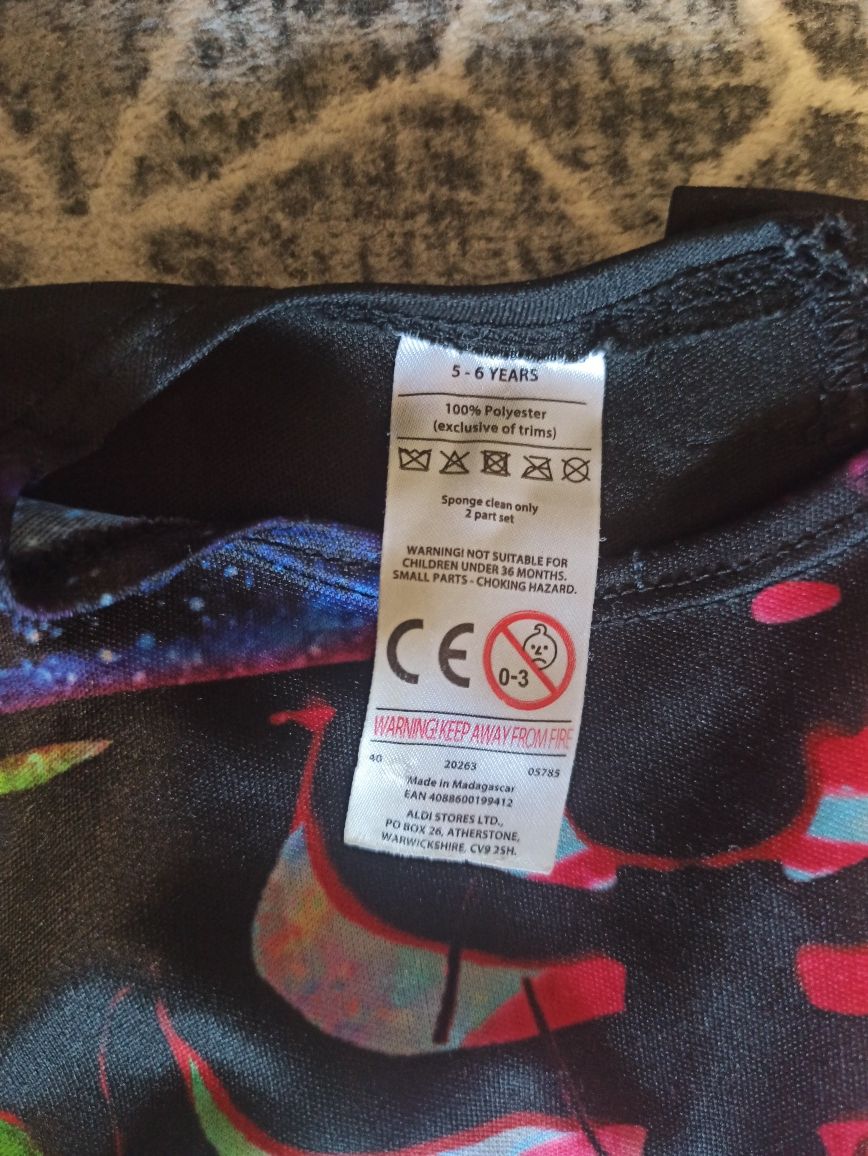 5 - 6 YEARS
100% Polyester
(exclusive of trims)
Sponge clean only
2 part set
WARNING! NOT SUITABLE FOR
CHILDREN UNDER 36 MONTHS.
SMALL PARTS - CHOKING HAZARD.
CE
0-3
WARNING! KEEP AWAY FROM FIRE
40 20263 05785
Made in Madagascar
EAN 4088600199412
ALDI STORES LTD.,
PO BOX 26, ATHERSTONE,
WARWICKSHIRE, CV9 2SH.